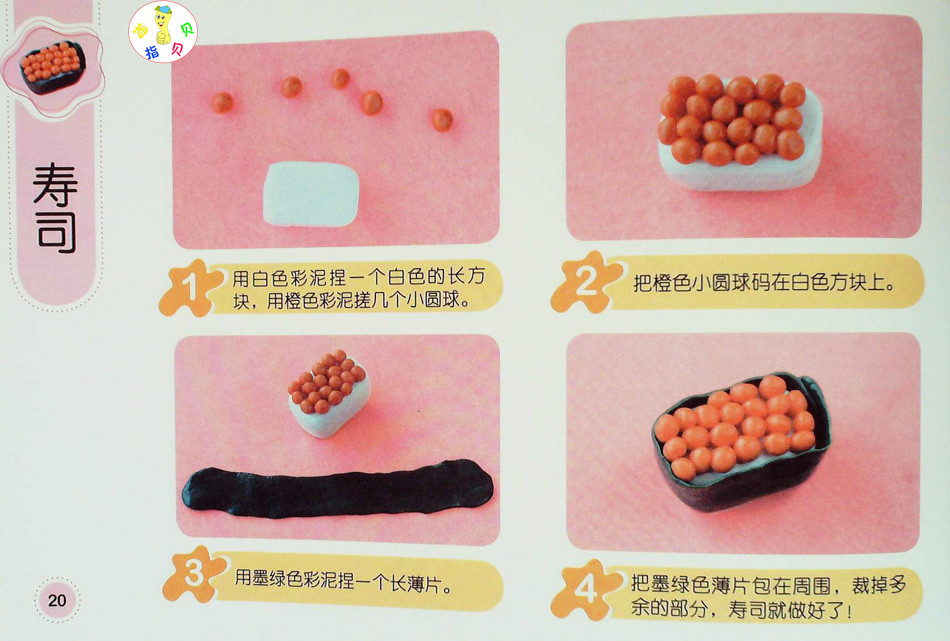 拾
贝
指
贝
寿
司
1
用白色彩泥捏一个白色的长方
块，用橙色彩泥搓几个小圆球。
2
把橙色小圆球码在白色方块上。
3
用墨绿色彩泥捏一个长薄片。
4
把墨绿色薄片包在周围，裁掉多
余的部分，寿司就做好了！
20